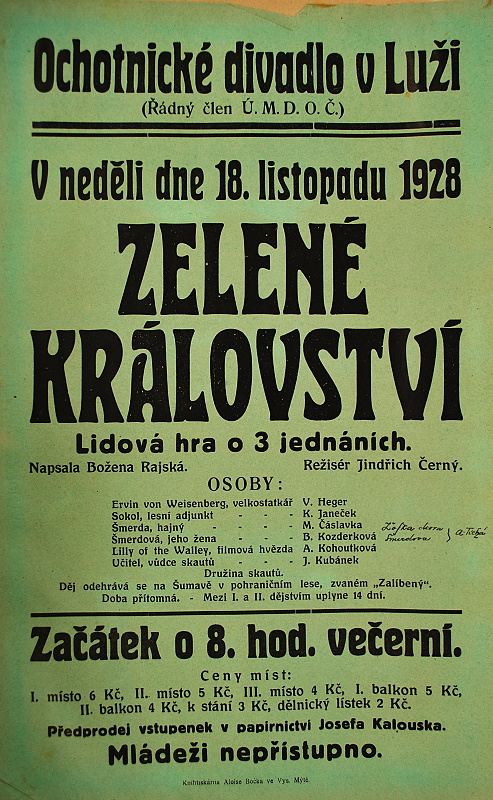 Ochotnické divadlo v Luži
(Řádný člen Ú. M. D. O. Č.)
V neděli dne 18. listopadu 1928
ZELENÉ
KRÁLOVSTVÍ
Lidová hra o 3 jednáních.
Napsala Božena Rajská. Režisér Jindřich Černý.
OSOBY:
Ervín von Weisenberg, velkostatkář V. Heger
Sokol, lesní adjunkt - - - K. Janeček
Šmerda, hajný - - - - M. Čáslavka
Šmerdová, jeho žena - - - B. Kozderková
Lilly of the Walley, filmová hvězda A. Kohoutková
Učitel, vůdce skautů - - - J. Kubánek
Družina skautů.
Děj odehrává se na Šumavě v pohraničním lese, zvaném „Zalíbený“.
Doba přítomná. - Mezi I. a II. dějstvím uplyne 14 dní.
Začátek o 8. hod. večerní.
Ceny míst:
I. místo 6 Kč, II. místo 5 Kč, III. místo 4 Kč, I. balkon 5 Kč,
II. balkon 4 Kč, k stání 3 Kč, dělnický lístek 2 Kč.
Předprodej vstupenek v papírnictví Josefa Kalouska.
Mládeži nepřístupno.
Knihtiskárna Aloise Bočka ve Vys. Mýtě.